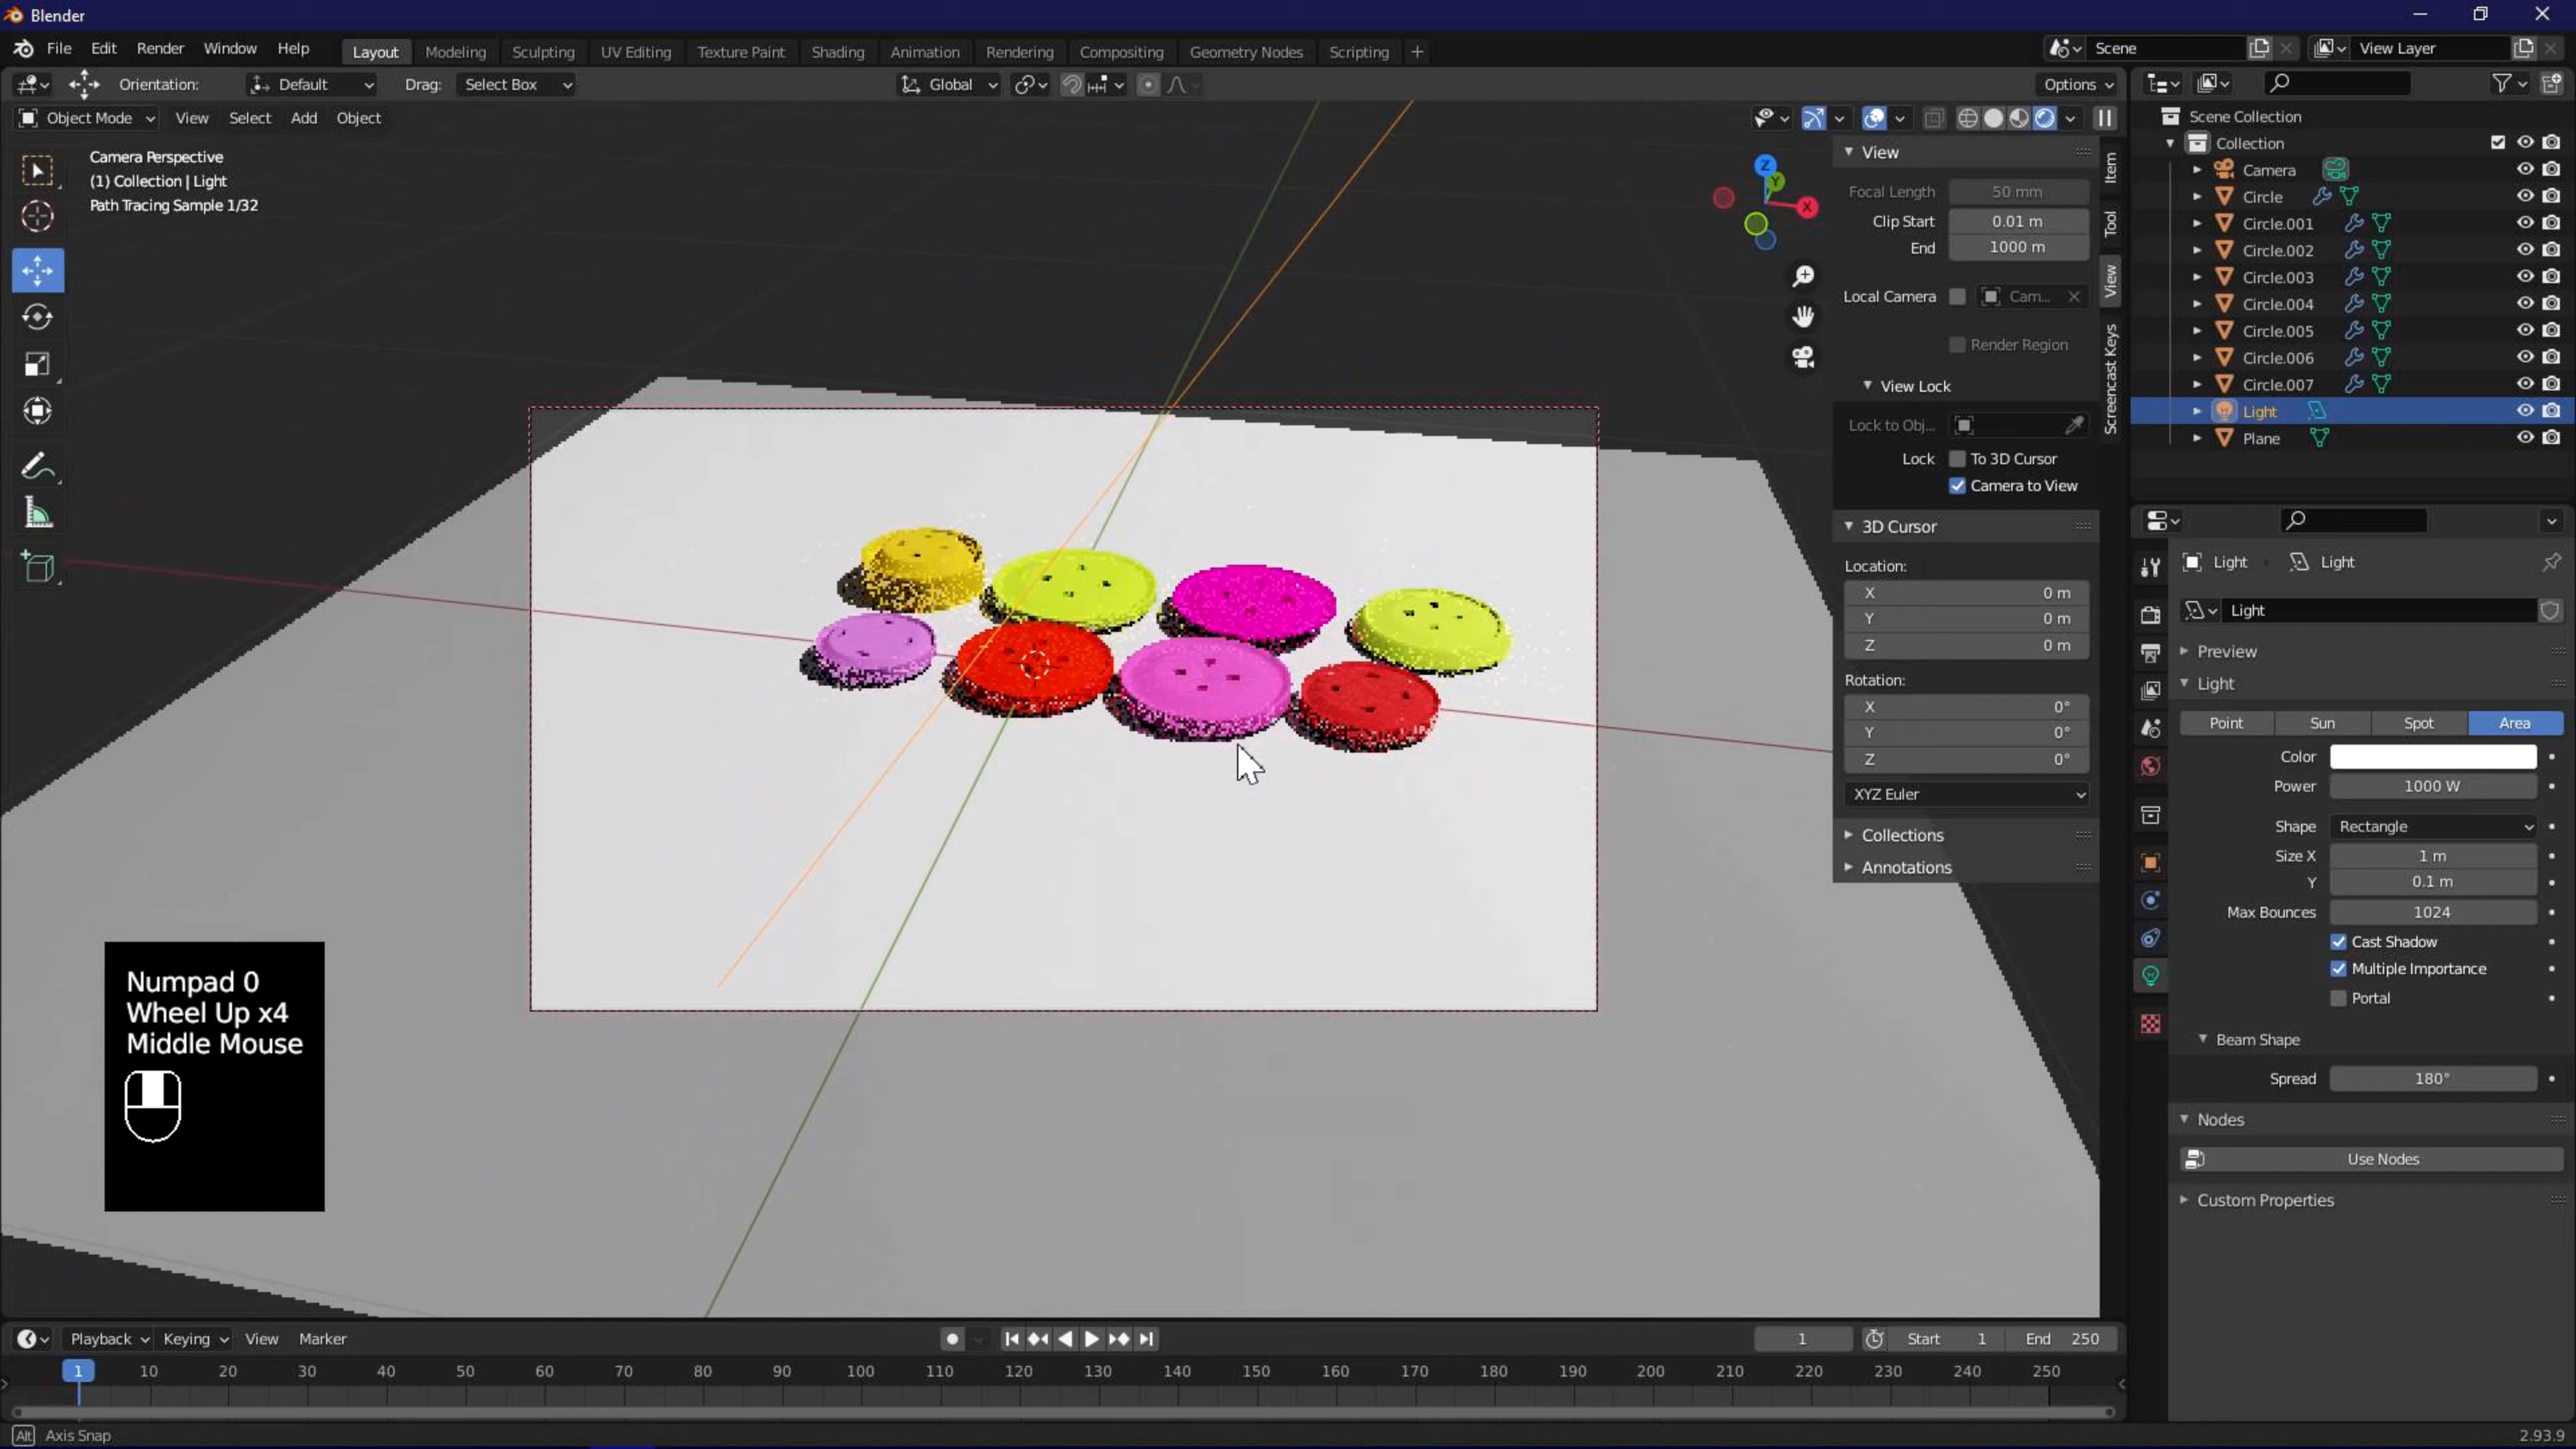 Blender
File Edit Render Window Help Layout Modeling Sculpting UV Editing Texture Paint Shading Animation Rendering Compositing Geometry Nodes Scripting + Scene View Layer
Orientation: Default Drag: Select Box Global Options
Object Mode View Select Add Object
Camera Perspective
(1) Collection | Light
Path Tracing Sample 1/32
Z
Y
X
View
Focal Length 50 mm
Clip Start 0.01 m
End 1000 m
Local Camera Cam...
Render Region
View Lock
Lock to Obj...
Lock To 3D Cursor
Camera to View
3D Cursor
Location:
X 0 m
Y 0 m
Z 0 m
Rotation:
X 0°
Y 0°
Z 0°
XYZ Euler
Collections
Annotations
Item
Tool
View
Screencast Keys
Scene Collection
Collection
Camera
Circle
Circle.001
Circle.002
Circle.003
Circle.004
Circle.005
Circle.006
Circle.007
Light
Plane
Light Light
Light
Preview
Light
Point Sun Spot Area
Color
Power 1000 W
Shape Rectangle
Size X 1 m
Y 0.1 m
Max Bounces 1024
Cast Shadow
Multiple Importance
Portal
Beam Shape
Spread 180°
Nodes
Use Nodes
Custom Properties
Numpad 0
Wheel Up x4
Middle Mouse
Playback Keying View Marker 1 Start 1 End 250
1 10 20 30 40 50 60 70 80 90 100 110 120 130 140 150 160 170 180 190 200 210 220 230 240 250
Alt Axis Snap 2.93.9